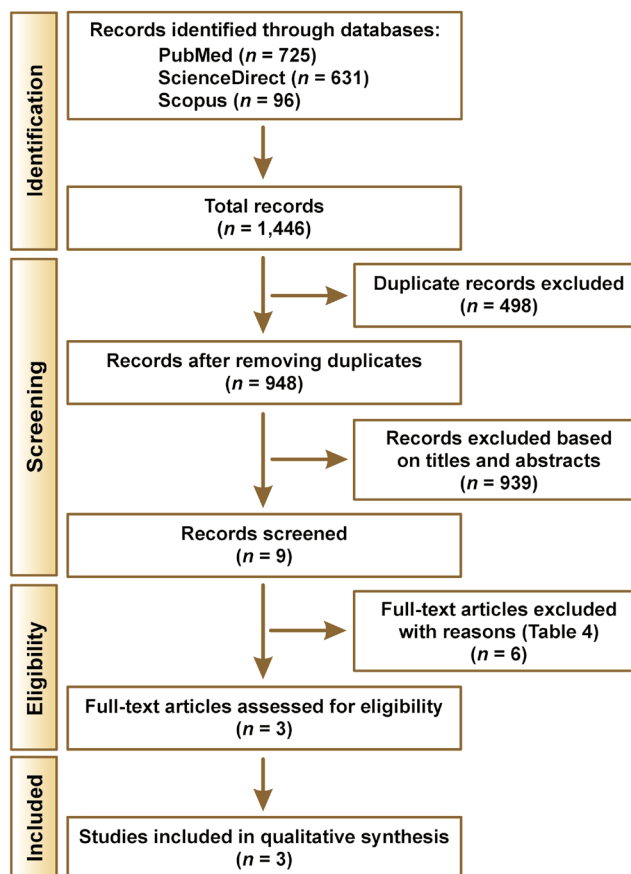 Identification
Records identified through databases:
PubMed (n = 725)
ScienceDirect (n = 631)
Scopus (n = 96)
Total records
(n = 1,446)
Screening
Duplicate records excluded
(n = 498)
Records after removing duplicates
(n = 948)
Records excluded based
on titles and abstracts
(n = 939)
Records screened
(n = 9)
Eligibility
Full-text articles excluded
with reasons (Table 4)
(n = 6)
Full-text articles assessed for eligibility
(n = 3)
Included
Studies included in qualitative synthesis
(n = 3)